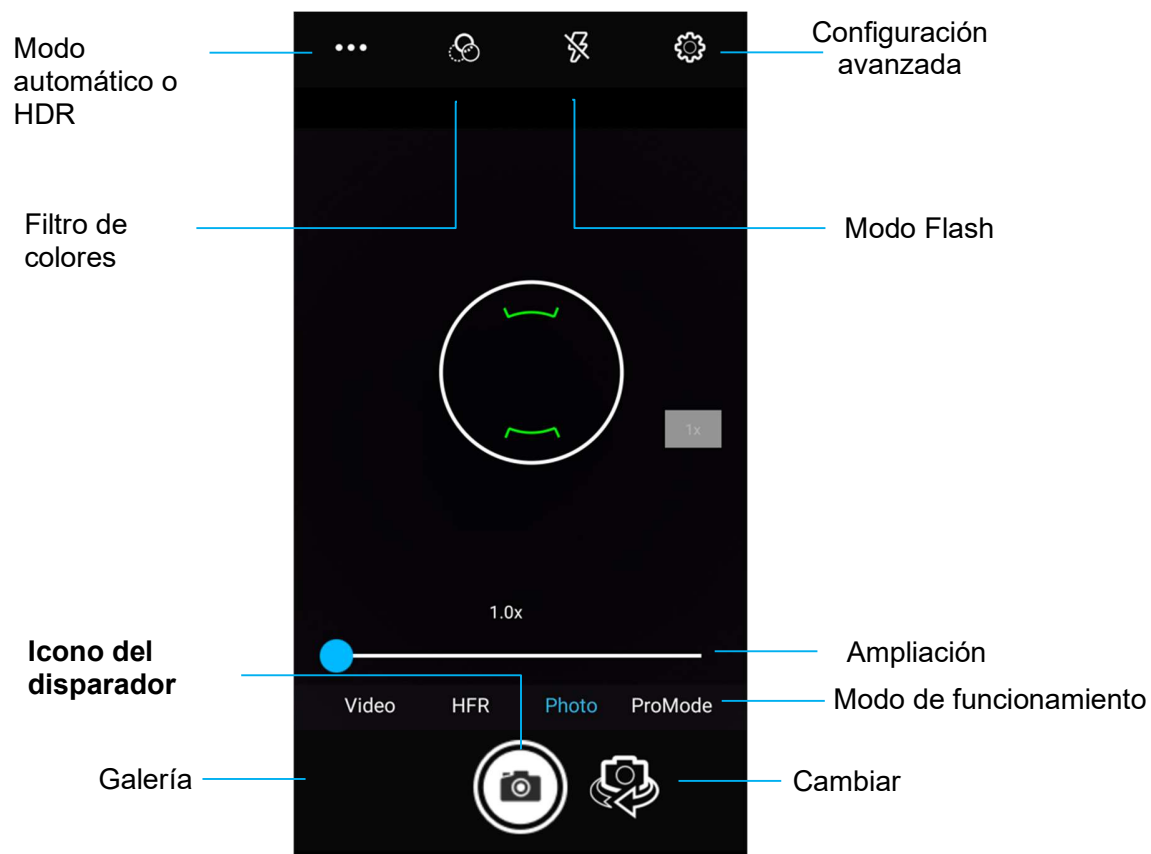 Modo
automático o
HDR
Configuración
avanzada
Filtro de
colores
Modo Flash
1x
1.0x
Icono del
disparador
Ampliación
Video HFR Photo ProMode
Modo de funcionamiento
Galería
Cambiar